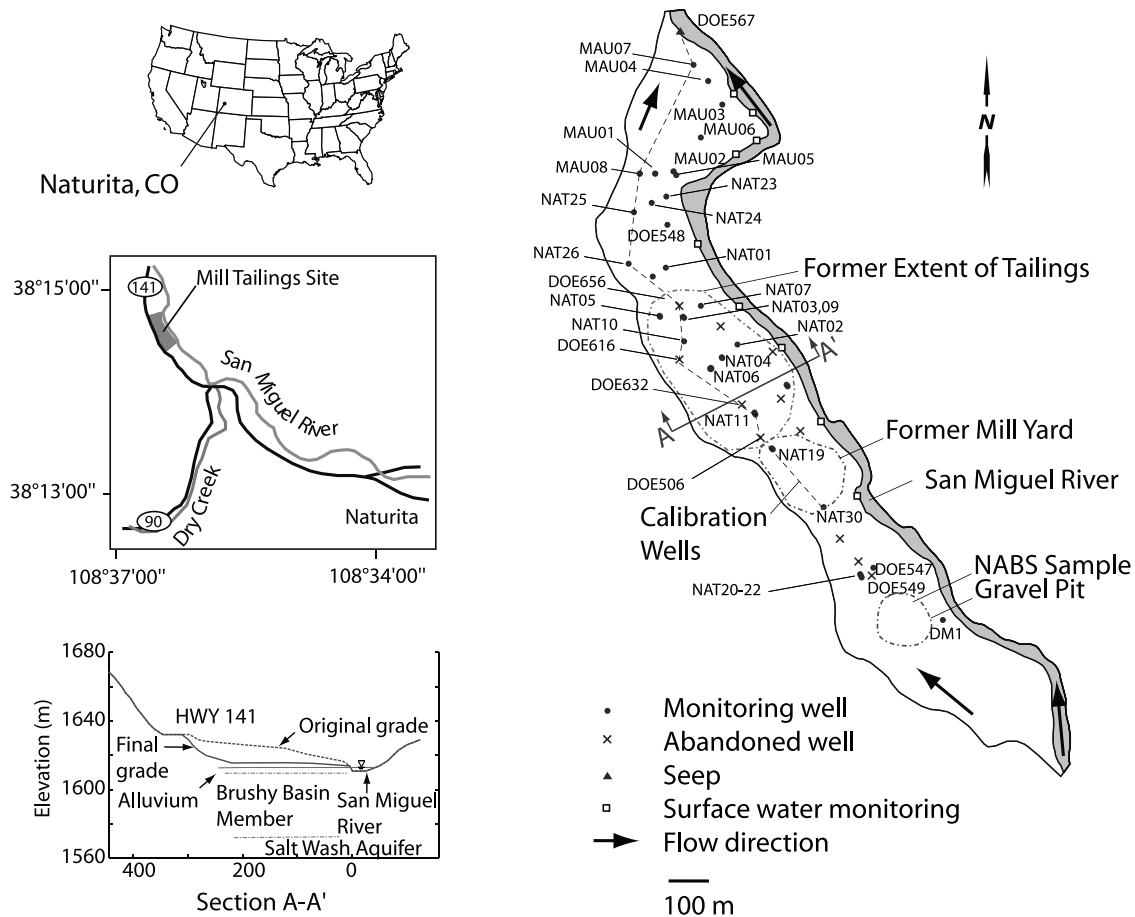 Naturita, CO
38°15'00"
38°13'00"
108°37'00"
108°34'00"
141
Mill Tailings Site
San Miguel River
Dry Creek
90
Naturita
Elevation (m)
1680
1640
1600
1560
HWY 141
Original grade
Final
grade
Alluvium
Brushy Basin
Member
San Miguel
River
Salt Wash Aquifer
400
200
0
Section A-A'
DOE567
MAU07
MAU04
MAU03
MAU06
MAU01
MAU02
MAU05
MAU08
NAT23
NAT25
NAT24
DOE548
NAT26
NAT01
DOE656
Former Extent of Tailings
NAT05
NAT07
NAT03,09
NAT10
NAT02
DOE616
NAT04
NAT06
A'
DOE632
NAT11
A
Former Mill Yard
NAT19
DOE506
San Miguel River
Calibration
Wells
NAT30
DOE547
NABS Sample
Gravel Pit
NAT20-22
DOE549
DM1
N
Monitoring well
Abandoned well
Seep
Surface water monitoring
Flow direction
100 m